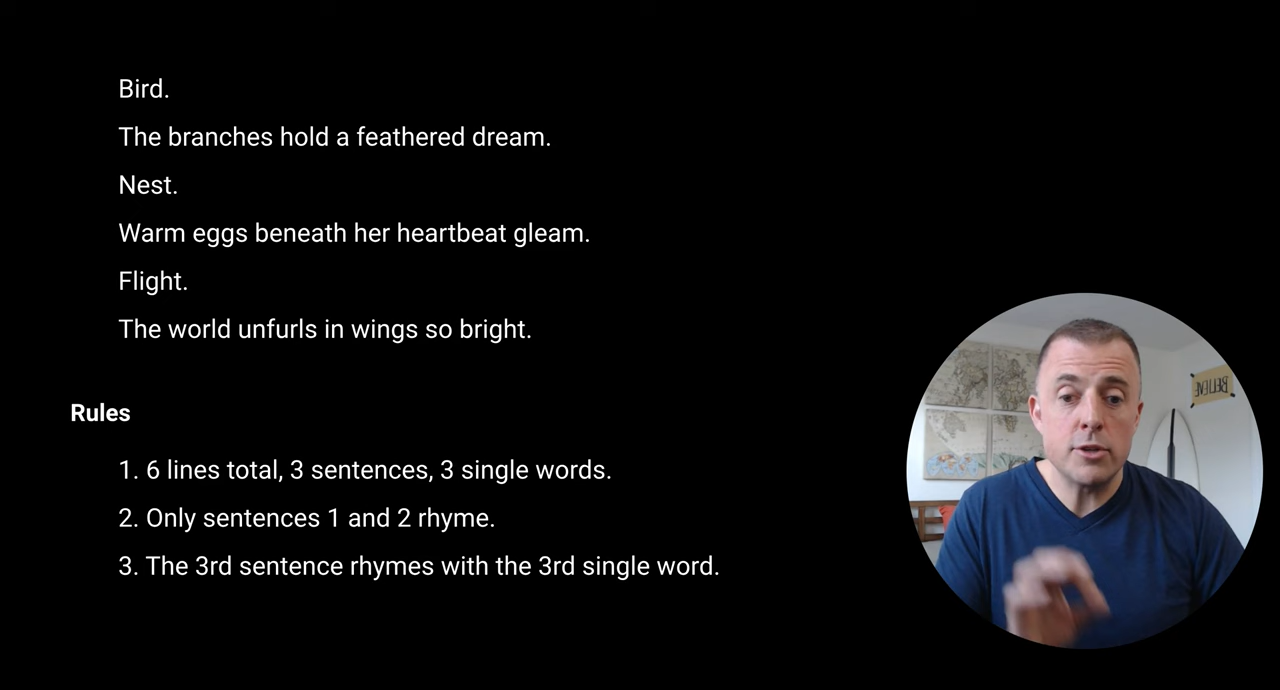 Bird.
The branches hold a feathered dream.
Nest.
Warm eggs beneath her heartbeat gleam.
Flight.
The world unfurls in wings so bright.
Rules
1. 6 lines total, 3 sentences, 3 single words.
2. Only sentences 1 and 2 rhyme.
3. The 3rd sentence rhymes with the 3rd single word.
BELIEVE